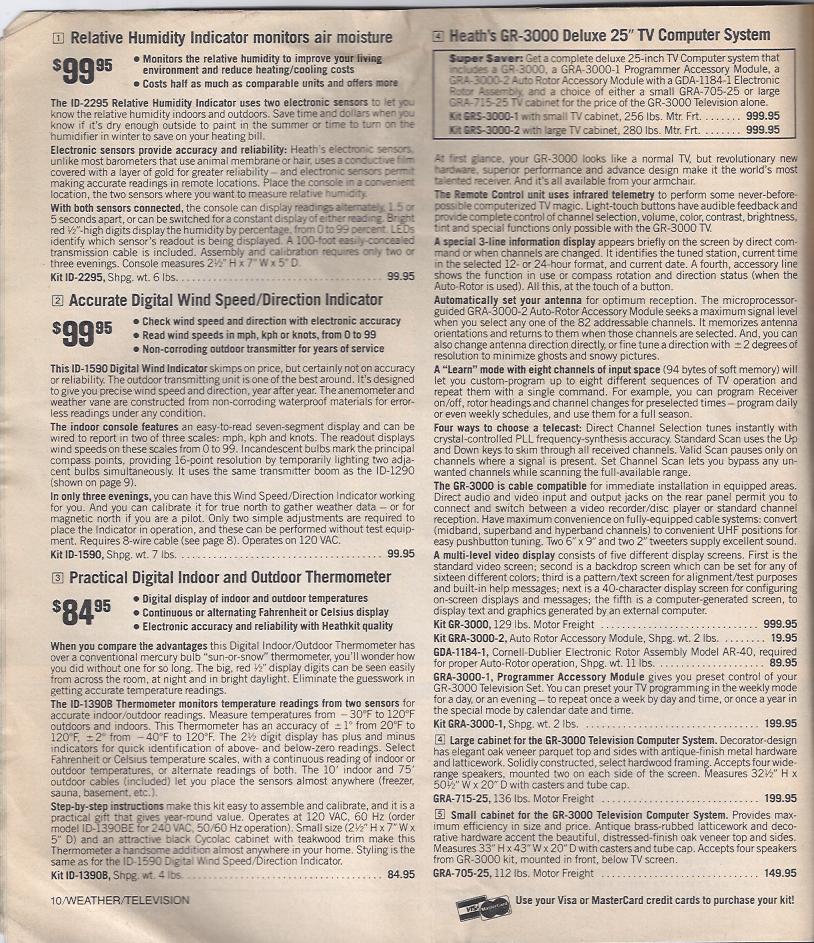 1 Relative Humidity Indicator monitors air moisture
$99⁹⁵
• Monitors the relative humidity to improve your living
environment and reduce heating/cooling costs
• Costs half as much as comparable units and offers more
The ID-2295 Relative Humidity Indicator uses two electronic sensors to let you
know the relative humidity indoors and outdoors. Save time and dollars when you
know if it's dry enough outside to paint in the summer or time to turn on the
humidifier in winter to save on your heating bill.
Electronic sensors provide accuracy and reliability: Heath's electronic sensors,
unlike most barometers that use animal membrane or hair, uses a conductive film
covered with a layer of gold for greater reliability – and electronic sensors permit
making accurate readings in remote locations. Place the console in a convenient
location, the two sensors where you want to measure relative humidity.
With both sensors connected, the console can display readings alternately, 1.5 or
5 seconds apart, or can be switched for a constant display of either reading. Bright
red ½"-high digits display the humidity by percentage, from 0 to 99 percent. LEDs
identify which sensor's readout is being displayed. A 100-foot easily-concealed
transmission cable is included. Assembly and calibration requires only two or
three evenings. Console measures 2½" H x 7" W x 5" D.
Kit ID-2295, Shpg. wt. 6 lbs. 99.95
2 Accurate Digital Wind Speed/Direction Indicator
$99⁹⁵
• Check wind speed and direction with electronic accuracy
• Read wind speeds in mph, kph or knots, from 0 to 99
• Non-corroding outdoor transmitter for years of service
This ID-1590 Digital Wind Indicator skimps on price, but certainly not on accuracy
or reliability. The outdoor transmitting unit is one of the best around. It's designed
to give you precise wind speed and direction, year after year. The anemometer and
weather vane are constructed from non-corroding waterproof materials for error-
less readings under any condition.
The indoor console features an easy-to-read seven-segment display and can be
wired to report in two of three scales: mph, kph and knots. The readout displays
wind speeds on these scales from 0 to 99. Incandescent bulbs mark the principal
compass points, providing 16-point resolution by temporarily lighting two adja-
cent bulbs simultaneously. It uses the same transmitter boom as the ID-1290
(shown on page 9).
In only three evenings, you can have this Wind Speed/Direction Indicator working
for you. And you can calibrate it for true north to gather weather data – or for
magnetic north if you are a pilot. Only two simple adjustments are required to
place the Indicator in operation, and these can be performed without test equip-
ment. Requires 8-wire cable (see page 8). Operates on 120 VAC.
Kit ID-1590, Shpg. wt. 7 lbs. 99.95
3 Practical Digital Indoor and Outdoor Thermometer
$84⁹⁵
• Digital display of indoor and outdoor temperatures
• Continuous or alternating Fahrenheit or Celsius display
• Electronic accuracy and reliability with Heathkit quality
When you compare the advantages this Digital Indoor/Outdoor Thermometer has
over a conventional mercury bulb "sun-or-snow" thermometer, you'll wonder how
you did without one for so long. The big, red ½" display digits can be seen easily
from across the room, at night and in bright daylight. Eliminate the guesswork in
getting accurate temperature readings.
The ID-1390B Thermometer monitors temperature readings from two sensors for
accurate indoor/outdoor readings. Measure temperatures from –30°F to 120°F
outdoors and indoors. This Thermometer has an accuracy of ±1° from 20°F to
120°F, ±2° from –40°F to 120°F. The 2½ digit display has plus and minus
indicators for quick identification of above- and below-zero readings. Select
Fahrenheit or Celsius temperature scales, with a continuous reading of indoor or
outdoor temperatures, or alternate readings of both. The 10' indoor and 75'
outdoor cables (included) let you place the sensors almost anywhere (freezer,
sauna, basement, etc.).
Step-by-step instructions make this kit easy to assemble and calibrate, and it is a
practical gift that gives year-round value. Operates at 120 VAC, 60 Hz (order
model ID-1390BE for 240 VAC, 50/60 Hz operation). Small size (2½" H x 7" W x
5" D) and an attractive black Cycolac cabinet with teakwood trim make this
Thermometer a handsome addition almost anywhere in your home. Styling is the
same as for the ID-1590 Digital Wind Speed/Direction Indicator.
Kit ID-1390B, Shpg. wt. 4 lbs. 84.95
10/WEATHER/TELEVISION
4 Heath's GR-3000 Deluxe 25" TV Computer System
Super Saver: Get a complete deluxe 25-inch TV Computer system that
includes a GR-3000, a GRA-3000-1 Programmer Accessory Module, a
GRA-3000-2 Auto Rotor Accessory Module with a GDA-1184-1 Electronic
Rotor Assembly, and a choice of either a small GRA-705-25 or large
GRA-715-25 TV cabinet for the price of the GR-3000 Television alone.
Kit GRS-3000-1 with small TV cabinet, 256 lbs. Mtr. Frt. 999.95
Kit GRS-3000-2 with large TV cabinet, 280 lbs. Mtr. Frt. 999.95
At first glance, your GR-3000 looks like a normal TV, but revolutionary new
hardware, superior performance and advance design make it the world's most
talented receiver. And it's all available from your armchair.
The Remote Control unit uses infrared telemetry to perform some never-before-
possible computerized TV magic. Light-touch buttons have audible feedback and
provide complete control of channel selection, volume, color, contrast, brightness,
tint and special functions only possible with the GR-3000 TV.
A special 3-line information display appears briefly on the screen by direct com-
mand or when channels are changed. It identifies the tuned station, current time
in the selected 12- or 24-hour format, and current date. A fourth, accessory line
shows the function in use or compass rotation and direction status (when the
Auto-Rotor is used). All this, at the touch of a button.
Automatically set your antenna for optimum reception. The microprocessor-
guided GRA-3000-2 Auto-Rotor Accessory Module seeks a maximum signal level
when you select any one of the 82 addressable channels. It memorizes antenna
orientations and returns to them when those channels are selected. And, you can
also change antenna direction directly, or fine tune a direction with ±2 degrees of
resolution to minimize ghosts and snowy pictures.
A "Learn" mode with eight channels of input space (94 bytes of soft memory) will
let you custom-program up to eight different sequences of TV operation and
repeat them with a single command. For example, you can program Receiver
on/off, rotor headings and channel changes for preselected times – program daily
or even weekly schedules, and use them for a full season.
Four ways to choose a telecast: Direct Channel Selection tunes instantly with
crystal-controlled PLL frequency-synthesis accuracy. Standard Scan uses the Up
and Down keys to skim through all received channels. Valid Scan pauses only on
channels where a signal is present. Set Channel Scan lets you bypass any un-
wanted channels while scanning the full-available range.
The GR-3000 is cable compatible for immediate installation in equipped areas.
Direct audio and video input and output jacks on the rear panel permit you to
connect and switch between a video recorder/disc player or standard channel
reception. Have maximum convenience on fully-equipped cable systems: convert
(midband, superband and hyperband channels) to convenient UHF positions for
easy pushbutton tuning. Two 6" x 9" and two 2" tweeters supply excellent sound.
A multi-level video display consists of five different display screens. First is the
standard video screen; second is a backdrop screen which can be set for any of
sixteen different colors; third is a pattern/text screen for alignment/test purposes
and built-in help messages; next is a 40-character display screen for configuring
on-screen displays and messages; the fifth is a computer-generated screen, to
display text and graphics generated by an external computer.
Kit GR-3000, 129 lbs. Motor Freight 999.95
Kit GRA-3000-2, Auto Rotor Accessory Module, Shpg. wt. 2 lbs. 19.95
GDA-1184-1, Cornell-Dublier Electronic Rotor Assembly Model AR-40, required
for proper Auto-Rotor operation, Shpg. wt. 11 lbs. 89.95
GRA-3000-1, Programmer Accessory Module gives you preset control of your
GR-3000 Television Set. You can preset your TV programming in the weekly mode
for a day, or an evening – to repeat once a week by day and time, or once a year in
the special mode by calendar date and time.
Kit GRA-3000-1, Shpg. wt. 2 lbs. 199.95
4 Large cabinet for the GR-3000 Television Computer System. Decorator-design
has elegant oak veneer parquet top and sides with antique-finish metal hardware
and latticework. Solidly constructed, select hardwood framing. Accepts four wide-
range speakers, mounted two on each side of the screen. Measures 32½" H x
50½" W x 20" D with casters and tube cap.
GRA-715-25, 136 lbs. Motor Freight 199.95
5 Small cabinet for the GR-3000 Television Computer System. Provides max-
imum efficiency in size and price. Antique brass-rubbed latticework and deco-
rative hardware accent the beautiful, distressed-finish oak veneer top and sides.
Measures 33" H x 43" W x 20" D with casters and tube cap. Accepts four speakers
from GR-3000 kit, mounted in front, below TV screen.
GRA-705-25, 112 lbs. Motor Freight 149.95
VISA MasterCard
Use your Visa or MasterCard credit cards to purchase your kit!